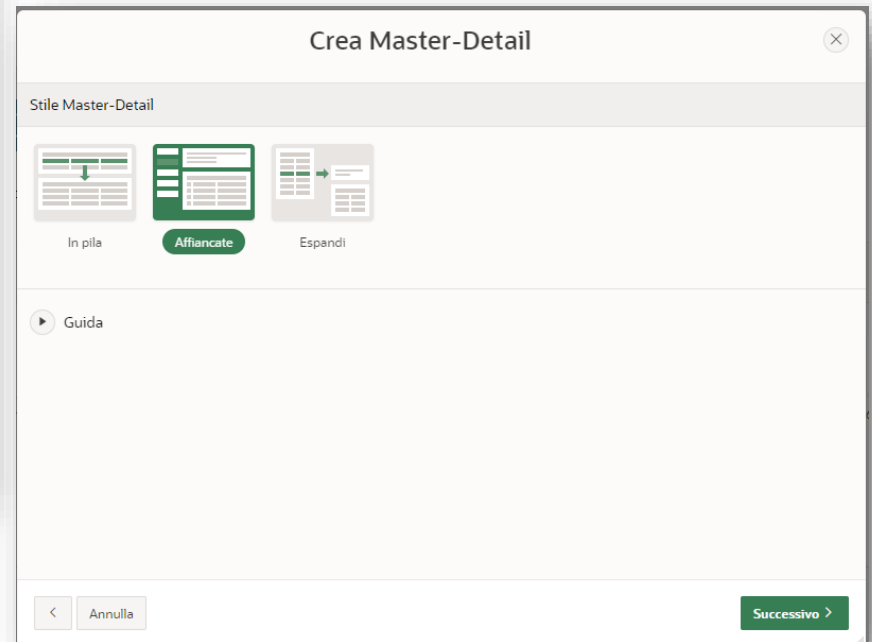 Crea Master-Detail
Stile Master-Detail
In pila
Affiancate
Espandi
Guida
Annulla
Successivo